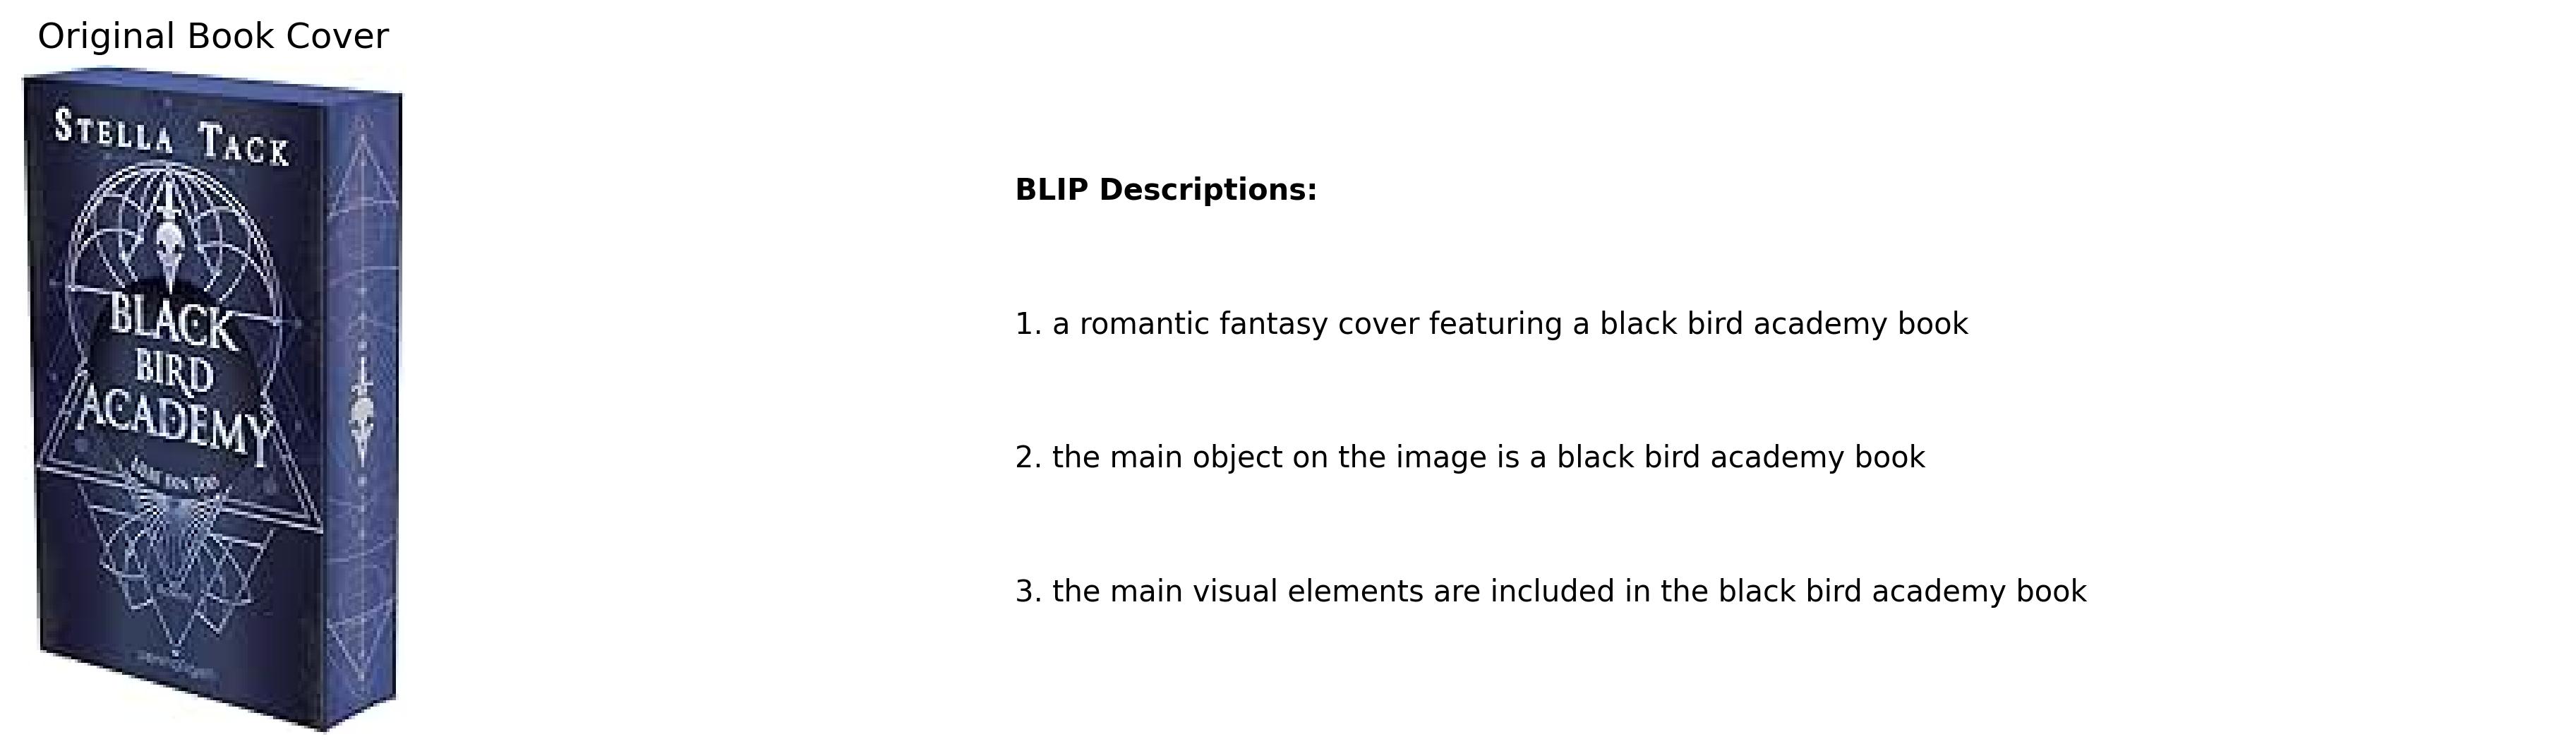 Original Book Cover
STELLA TACK
BLACK
BIRD
ACADEMY
BLIP Descriptions:
1. a romantic fantasy cover featuring a black bird academy book
2. the main object on the image is a black bird academy book
3. the main visual elements are included in the black bird academy book